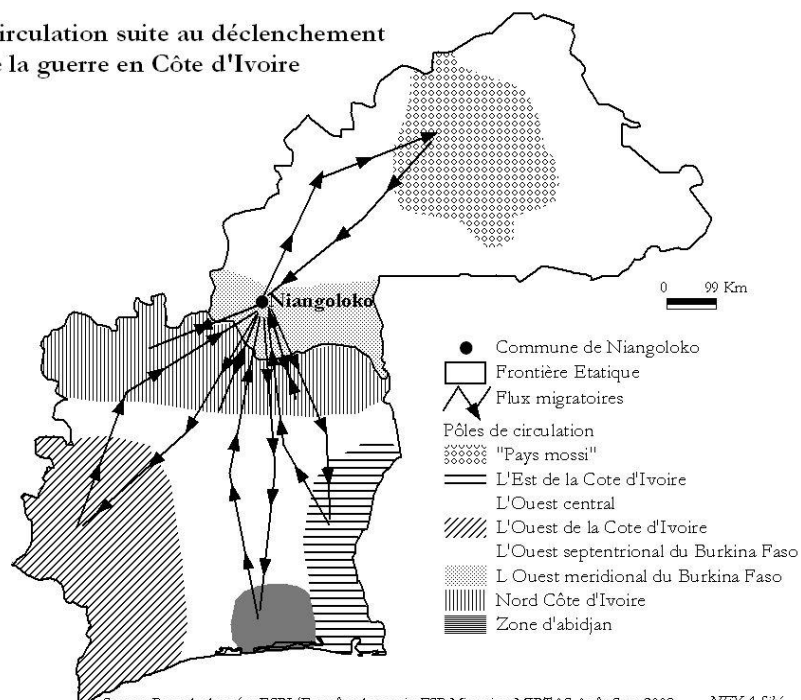 irculation suite au déclenchement
la guerre en Côte d'Ivoire
Niangoloko
0 99 Km
Commune de Niangoloko
Frontière Etatique
Flux migratoires
Pôles de circulation
"Pays mossi"
L'Est de la Cote d'Ivoire
L'Ouest central
L'Ouest de la Cote d'Ivoire
L'Ouest septentrional du Burkina Faso
L Ouest meridional du Burkina Faso
Nord Côte d'Ivoire
Zone d'abidjan